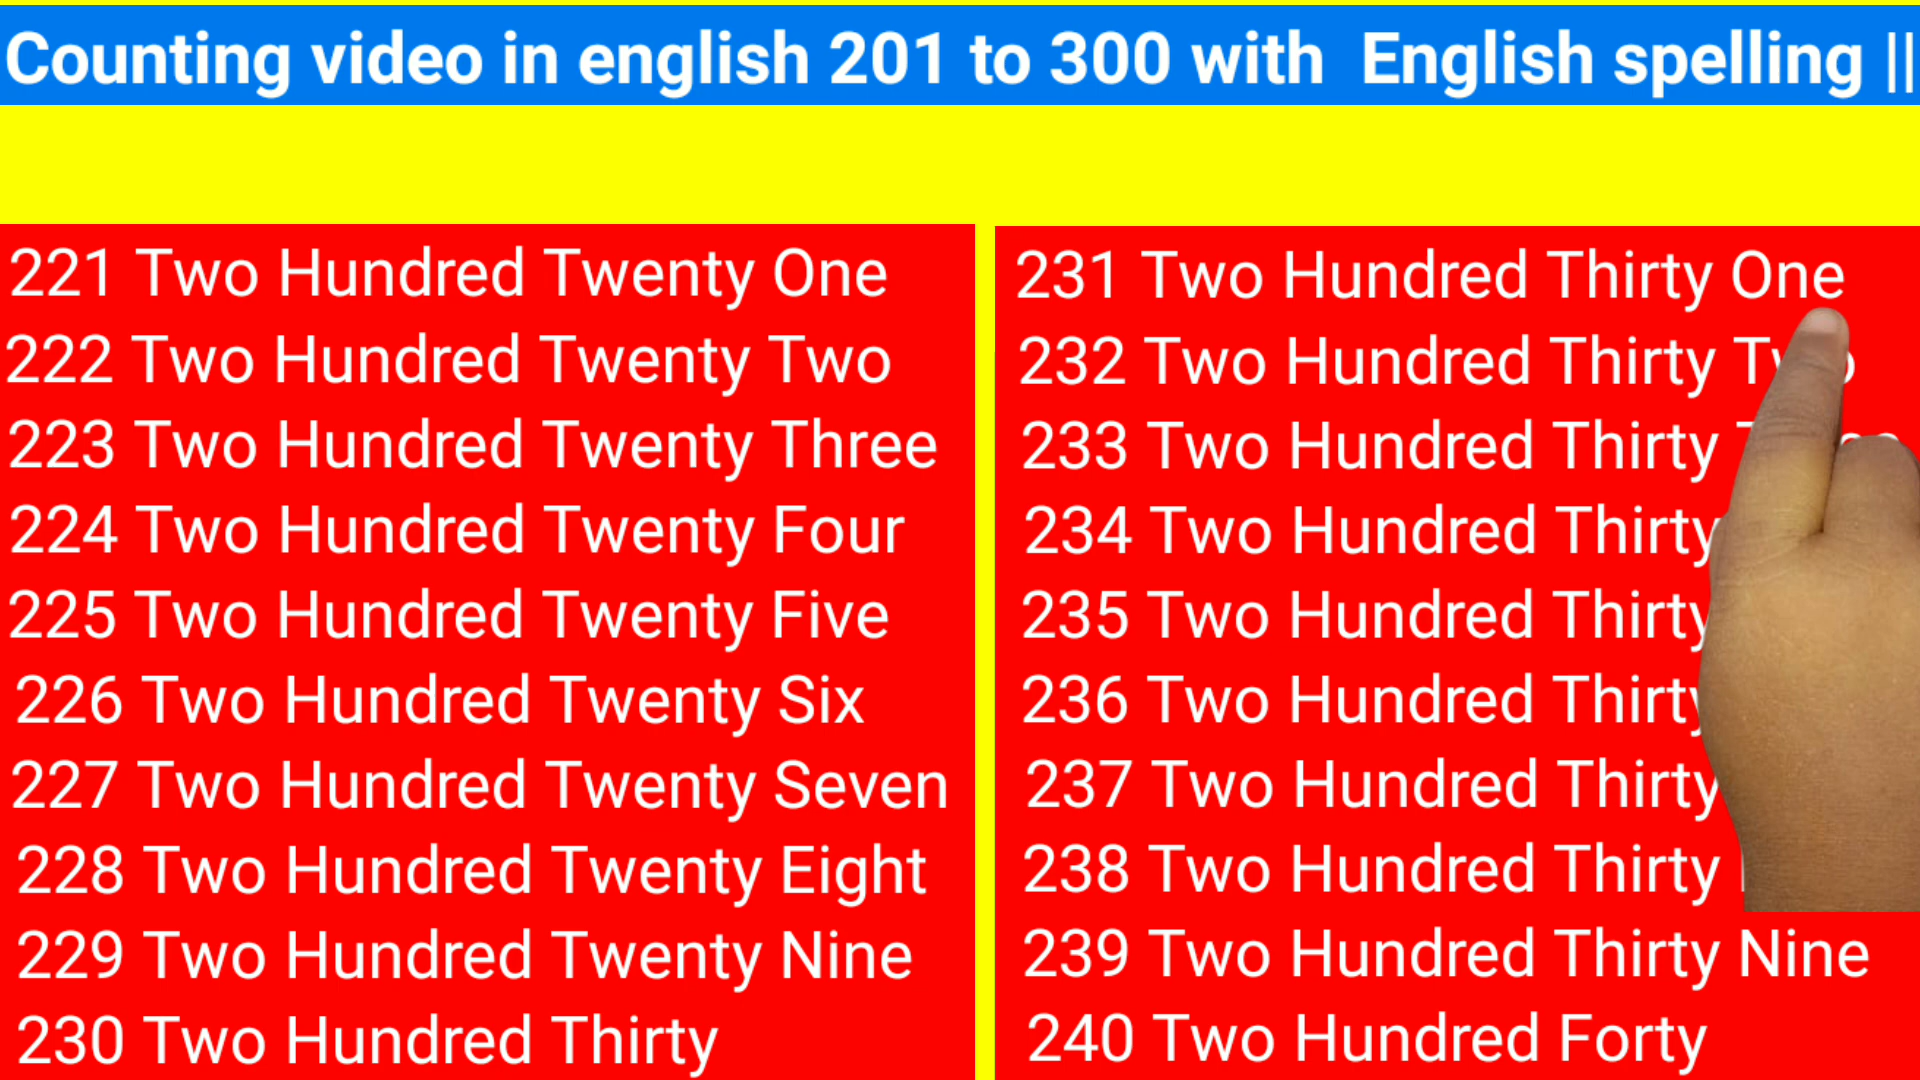 Counting video in english 201 to 300 with English spelling ||
221 Two Hundred Twenty One
222 Two Hundred Twenty Two
223 Two Hundred Twenty Three
224 Two Hundred Twenty Four
225 Two Hundred Twenty Five
226 Two Hundred Twenty Six
227 Two Hundred Twenty Seven
228 Two Hundred Twenty Eight
229 Two Hundred Twenty Nine
230 Two Hundred Thirty
231 Two Hundred Thirty One
232 Two Hundred Thirty Two
233 Two Hundred Thirty
234 Two Hundred Thirty
235 Two Hundred Thirty
236 Two Hundred Thirty
237 Two Hundred Thirty
238 Two Hundred Thirty
239 Two Hundred Thirty Nine
240 Two Hundred Forty